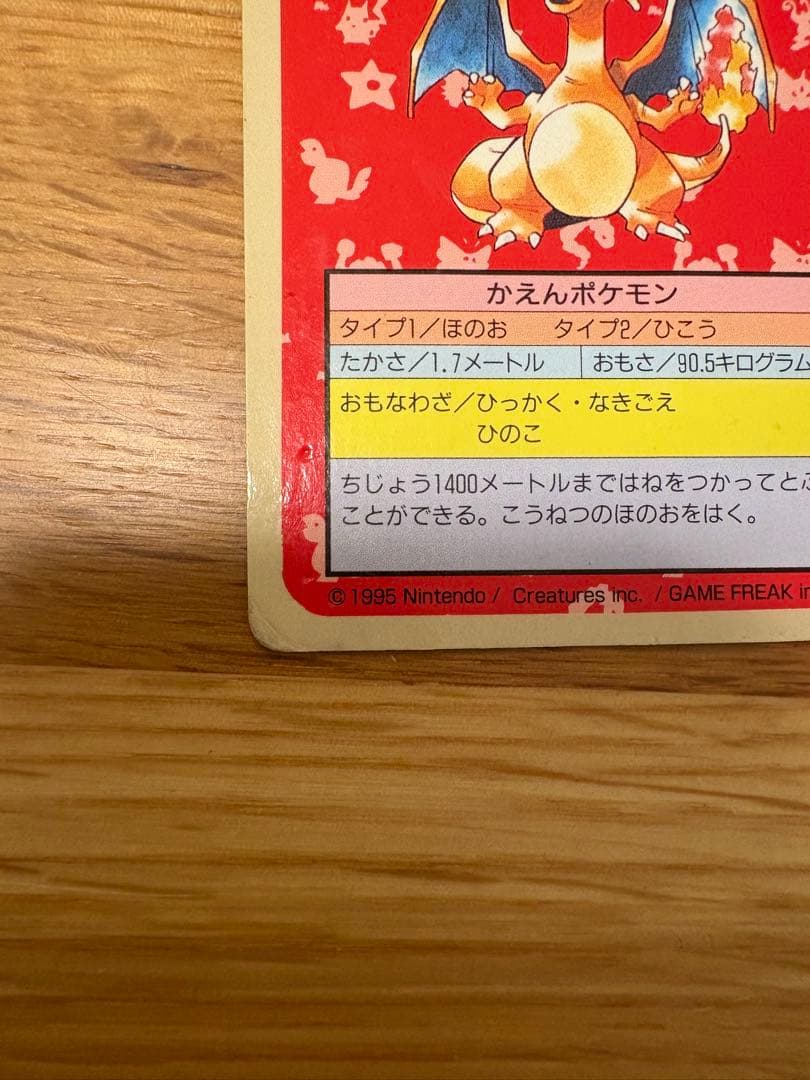 かえんポケモン
タイプ1/ほのお タイプ2/ひこう
たかさ/1.7メートル おもさ/90.5キログラム
おもなわざ/ひっかく・なきごえ
ひのこ
ちじょう1400メートルまではねをつかってとぶ
ことができる。こうねつのほのおをはく。
© 1995 Nintendo / Creatures inc. / GAME FREAK in